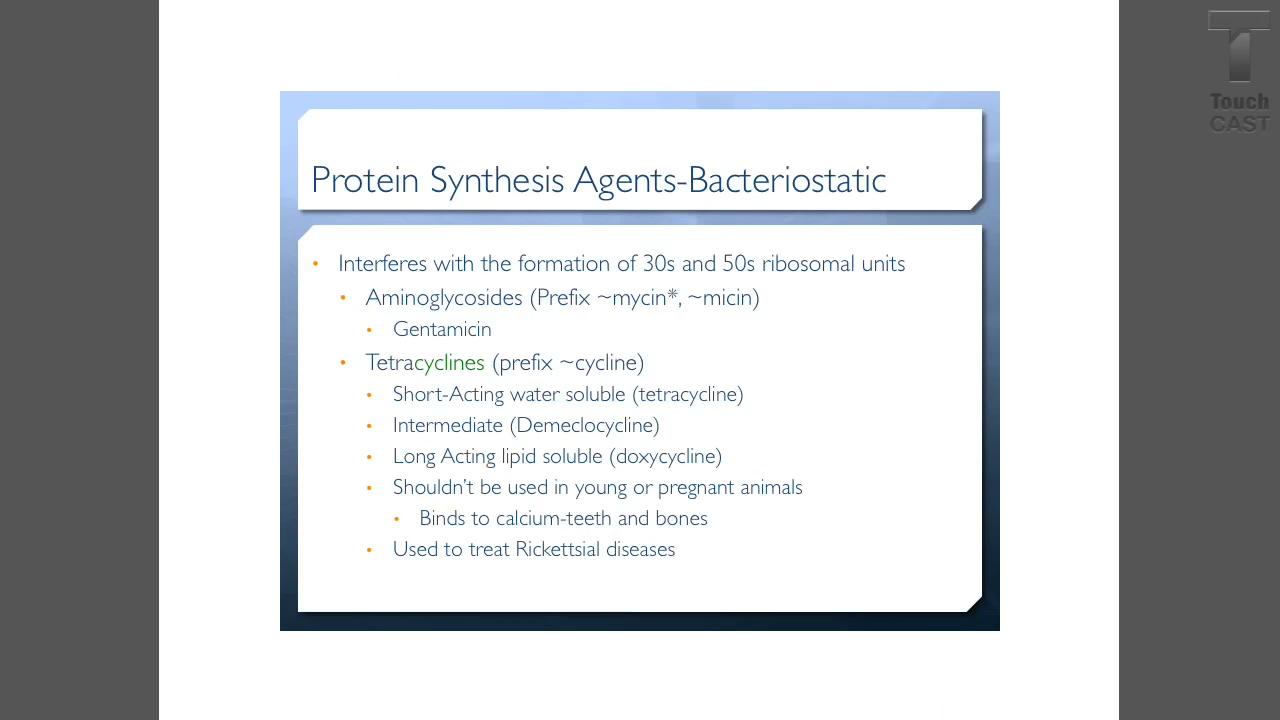 Touch
CAST
Protein Synthesis Agents-Bacteriostatic
• Interferes with the formation of 30s and 50s ribosomal units
• Aminoglycosides (Prefix ~mycin*, ~micin)
• Gentamicin
• Tetracyclines (prefix ~cycline)
• Short-Acting water soluble (tetracycline)
• Intermediate (Demeclocycline)
• Long Acting lipid soluble (doxycycline)
• Shouldn't be used in young or pregnant animals
• Binds to calcium-teeth and bones
• Used to treat Rickettsial diseases